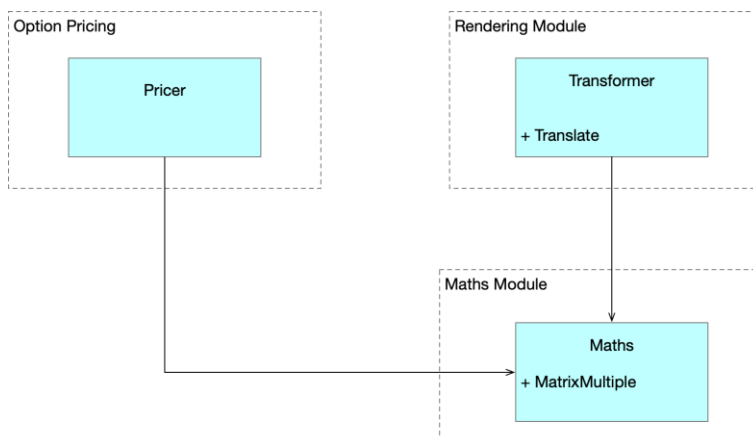 Option Pricing
Pricer
Rendering Module
Transformer
+ Translate
Maths Module
Maths
+ MatrixMultiple